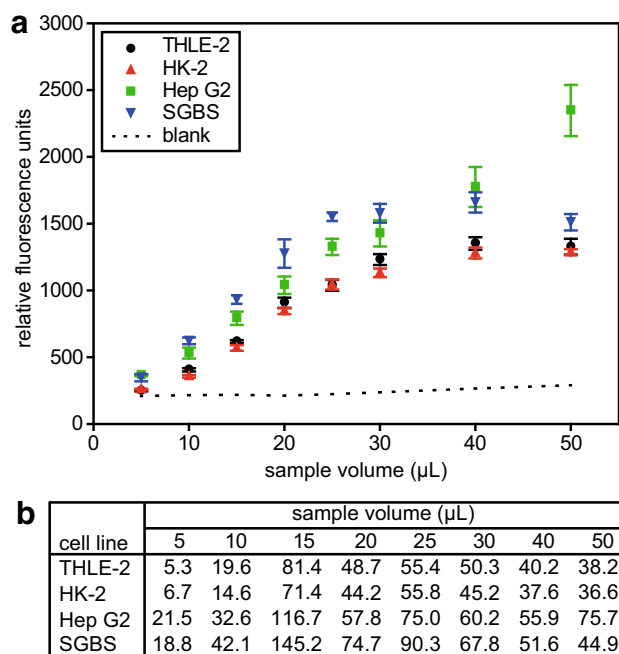 a
3000
THLE-2
HK-2
Hep G2
SGBS
blank
2500
2000
1500
1000
500
0
relative fluorescence units
0 10 20 30 40 50
sample volume (µL)
b
sample volume (µL)
cell line 5 10 15 20 25 30 40 50
THLE-2 5.3 19.6 81.4 48.7 55.4 50.3 40.2 38.2
HK-2 6.7 14.6 71.4 44.2 55.8 45.2 37.6 36.6
Hep G2 21.5 32.6 116.7 57.8 75.0 60.2 55.9 75.7
SGBS 18.8 42.1 145.2 74.7 90.3 67.8 51.6 44.9